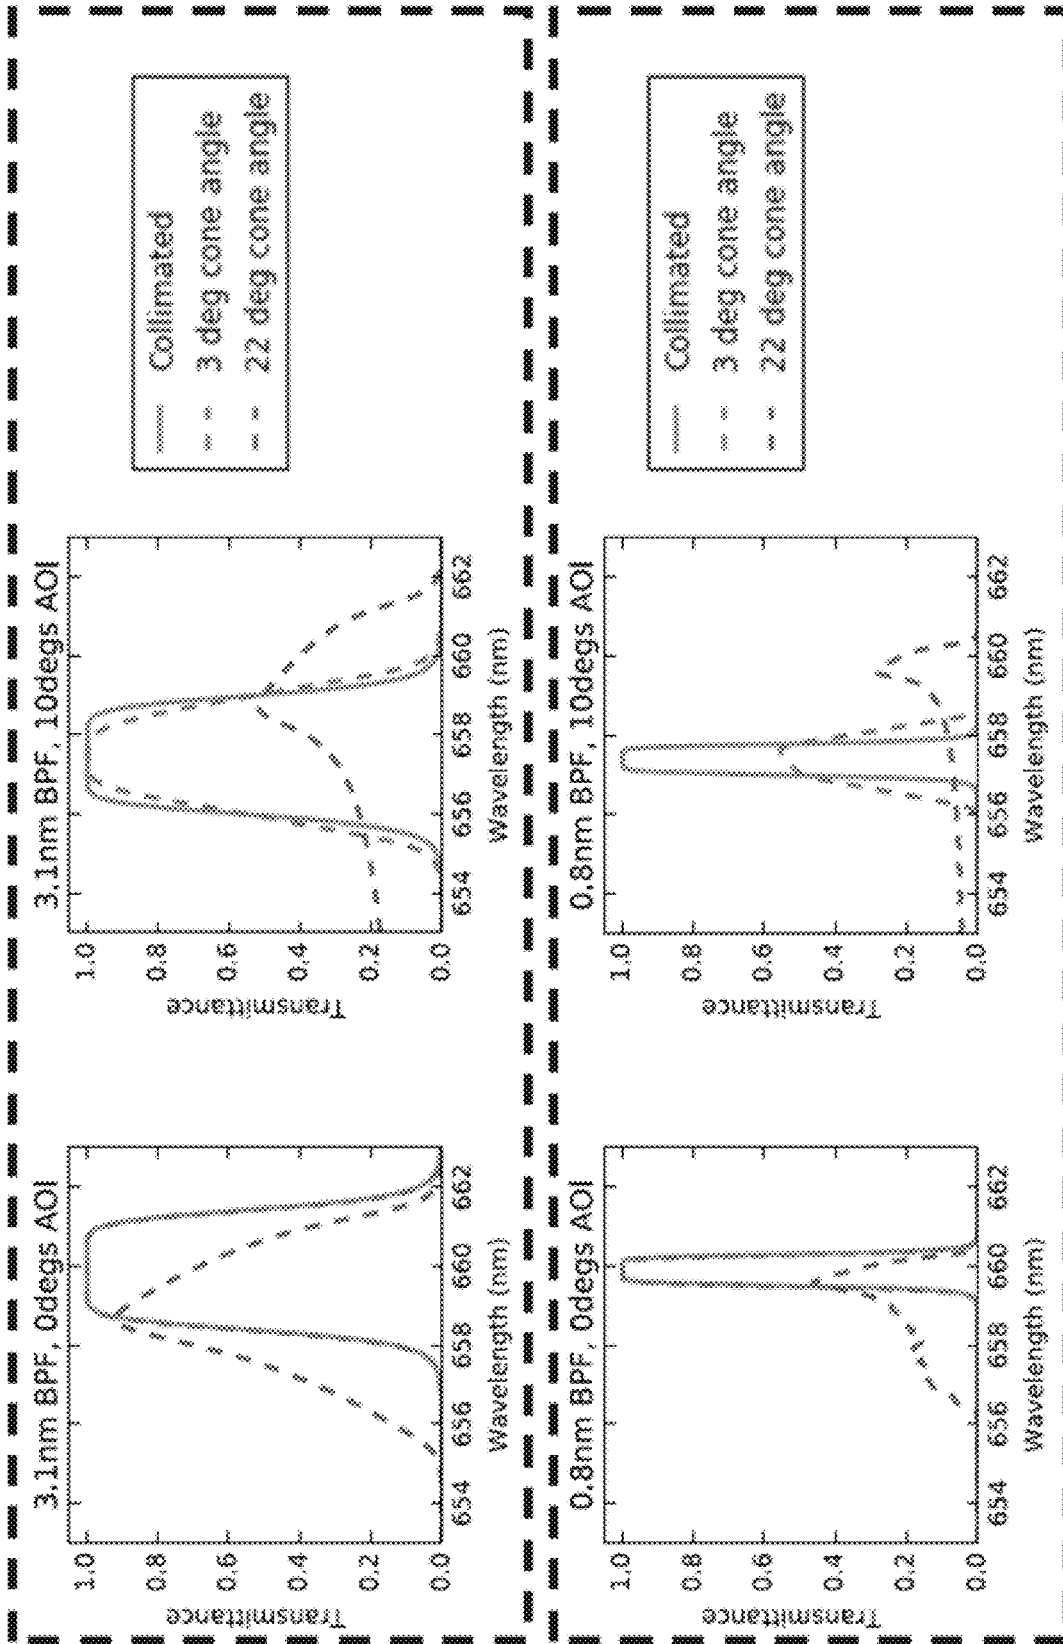 3.1nm BPF, 0degs AOI
Transmittance
1.0
0.8
0.6
0.4
0.2
0.0
654 656 658 660 662
Wavelength (nm)
3.1nm BPF, 10degs AOI
Transmittance
1.0
0.8
0.6
0.4
0.2
0.0
654 656 658 660 662
Wavelength (nm)
Collimated
3 deg cone angle
22 deg cone angle
0.8nm BPF, 0degs AOI
Transmittance
1.0
0.8
0.6
0.4
0.2
0.0
654 656 658 660 662
Wavelength (nm)
0.8nm BPF, 10degs AOI
Transmittance
1.0
0.8
0.6
0.4
0.2
0.0
654 656 658 660 662
Wavelength (nm)
Collimated
3 deg cone angle
22 deg cone angle